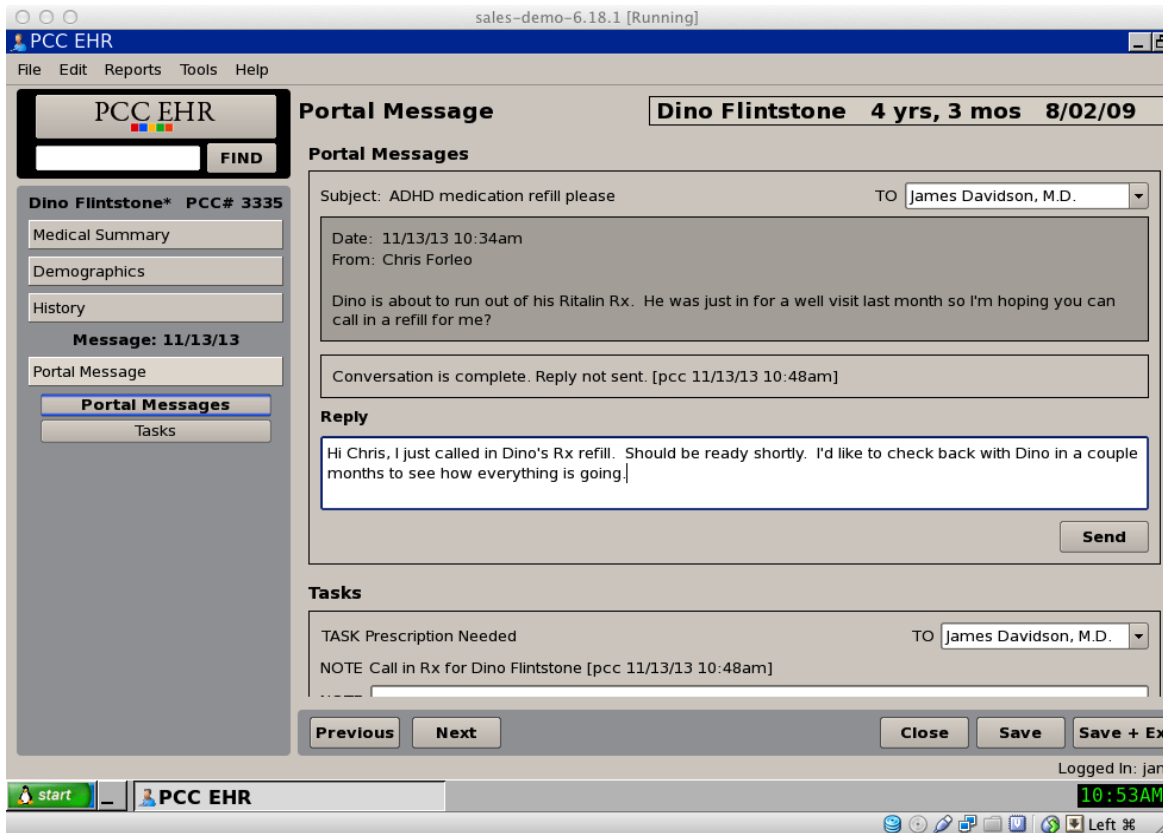 sales-demo-6.18.1 [Running]
PCC EHR
File Edit Reports Tools Help
PCC EHR
FIND
Portal Message
Dino Flintstone 4 yrs, 3 mos 8/02/09
Dino Flintstone* PCC# 3335
Medical Summary
Demographics
History
Message: 11/13/13
Portal Message
Portal Messages
Tasks
Portal Messages
Subject: ADHD medication refill please
TO James Davidson, M.D.
Date: 11/13/13 10:34am
From: Chris Forleo
Dino is about to run out of his Ritalin Rx. He was just in for a well visit last month so I'm hoping you can
call in a refill for me?
Conversation is complete. Reply not sent. [pcc 11/13/13 10:48am]
Reply
Hi Chris, I just called in Dino's Rx refill. Should be ready shortly. I'd like to check back with Dino in a couple
months to see how everything is going.
Send
Tasks
TASK Prescription Needed
TO James Davidson, M.D.
NOTE Call in Rx for Dino Flintstone [pcc 11/13/13 10:48am]
Previous Next Close Save Save + Ex
Logged In: jan
start PCC EHR 10:53AM
Left ⌘